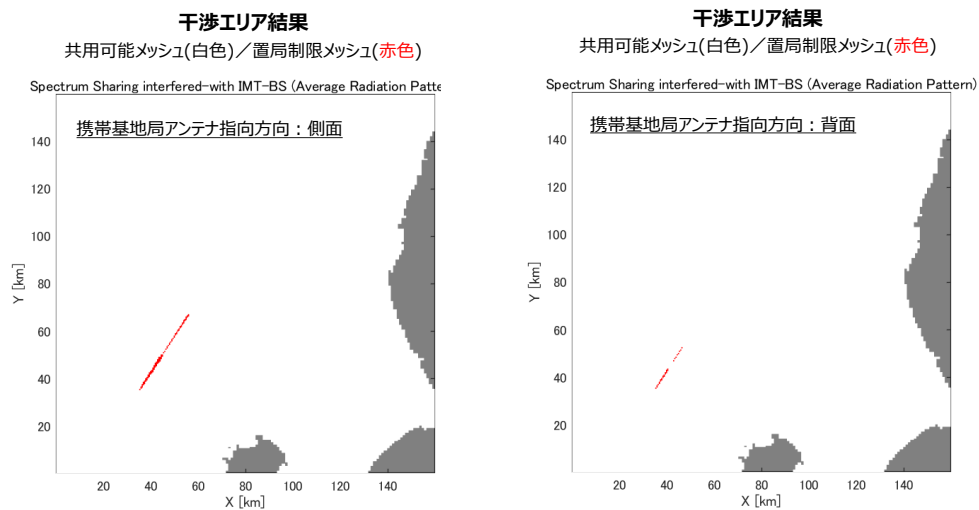 干渉エリア結果
共用可能メッシュ(白色)／置局制限メッシュ(赤色)
Spectrum Sharing interfered-with IMT-BS (Average Radiation Patte
携帯基地局アンテナ指向方向：側面
140
120
100
80
60
40
20
Y [km]
20
40
60
80
100
120
140
X [km]
干渉エリア結果
共用可能メッシュ(白色)／置局制限メッシュ(赤色)
Spectrum Sharing interfered-with IMT-BS (Average Radiation Pattern)
携帯基地局アンテナ指向方向：背面
140
120
100
80
60
40
20
Y [km]
20
40
60
80
100
120
140
X [km]